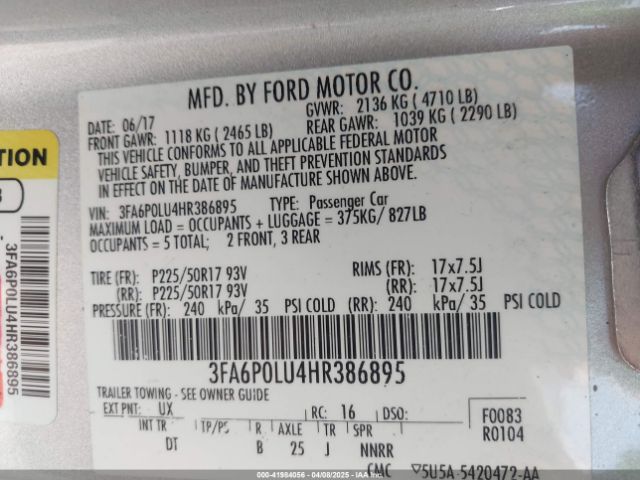 MFD. BY FORD MOTOR CO.
DATE: 06/17 GVWR: 2136 KG ( 4710 LB)
FRONT GAWR: 1118 KG ( 2465 LB) REAR GAWR: 1039 KG ( 2290 LB)
THIS VEHICLE CONFORMS TO ALL APPLICABLE FEDERAL MOTOR
VEHICLE SAFETY, BUMPER, AND THEFT PREVENTION STANDARDS
IN EFFECT ON THE DATE OF MANUFACTURE SHOWN ABOVE.
VIN: 3FA6P0LU4HR386895 TYPE: Passenger Car
MAXIMUM LOAD = OCCUPANTS + LUGGAGE = 375KG/ 827LB
OCCUPANTS = 5 TOTAL; 2 FRONT, 3 REAR
TIRE (FR): P225/50R17 93V RIMS (FR): 17x7.5J
(RR): P225/50R17 93V (RR): 17x7.5J
PRESSURE (FR): 240 kPa/ 35 PSI COLD (RR): 240 kPa/ 35 PSI COLD
3FA6P0LU4HR386895
TRAILER TOWING - SEE OWNER GUIDE
EXT PNT: UX RC: 16 DSO: F0083
INT TR TP/PS R AXLE TR SPR R0104
DT B 25 J NNRR
CMC ▽5U5A-5420472-AA
3FA6P0LU4HR386895
000-41984056 - 04/08/2025 - IAAI.COM